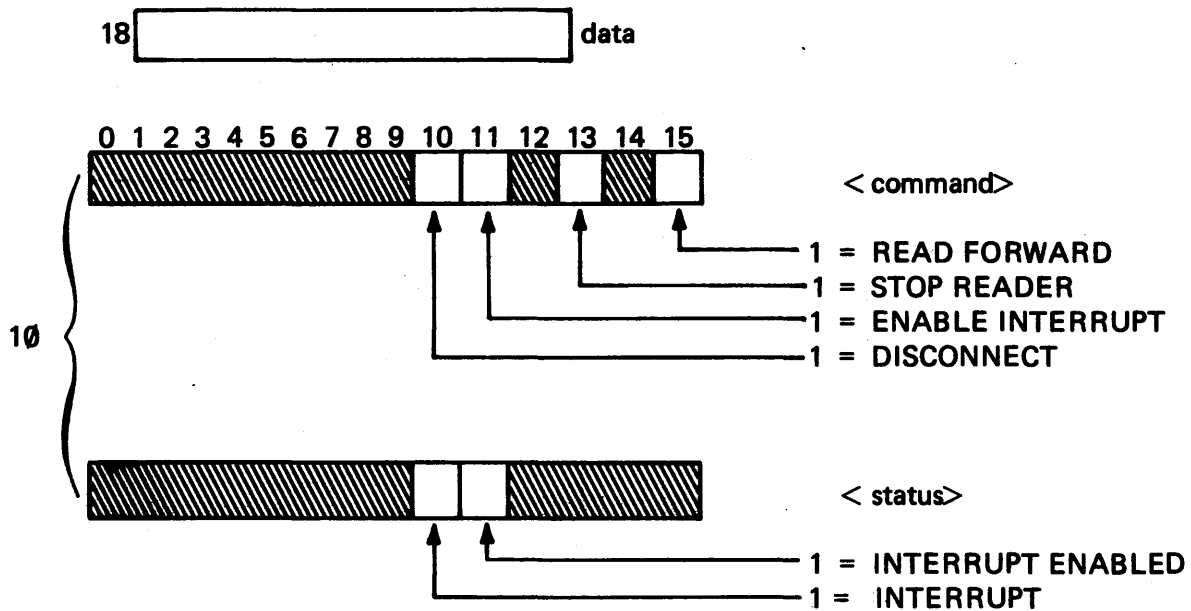 18 data
0 1 2 3 4 5 6 7 8 9 10 11 12 13 14 15
< command>
1 = READ FORWARD
1 = STOP READER
1 = ENABLE INTERRUPT
1 = DISCONNECT
1Ø
< status>
1 = INTERRUPT ENABLED
1 = INTERRUPT